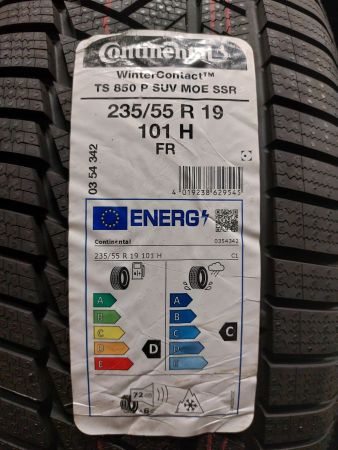 Continental
WinterContact™
TS 850 P SUV MOE SSR
235/55 R 19
101 H
FR
03 54 342
4 019238 629545
ENERG
Continental
0354342
235/55 R 19 101 H
C1
A
B
C
D
E
D
A
B
C
D
E
C
72 dB